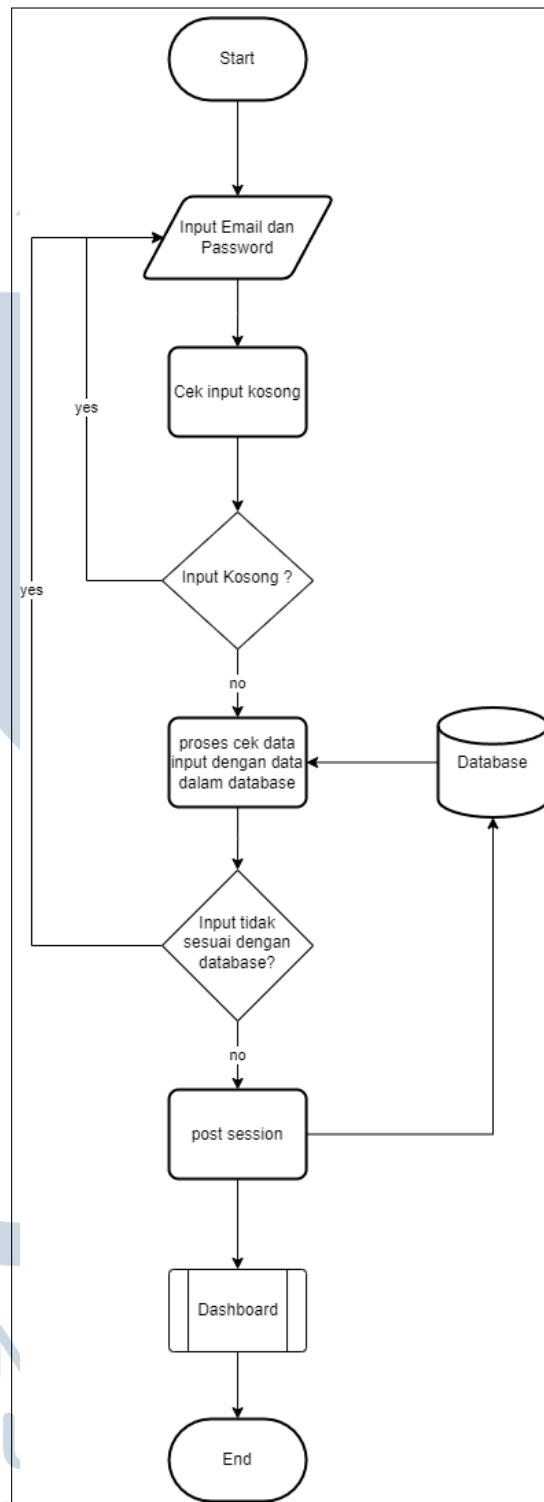 Start
Input Email dan
Password
Cek input kosong
yes
Input Kosong ?
yes
no
proses cek data
input dengan data
dalam database
Database
Input tidak
sesuai dengan
database?
no
post session
Dashboard
End